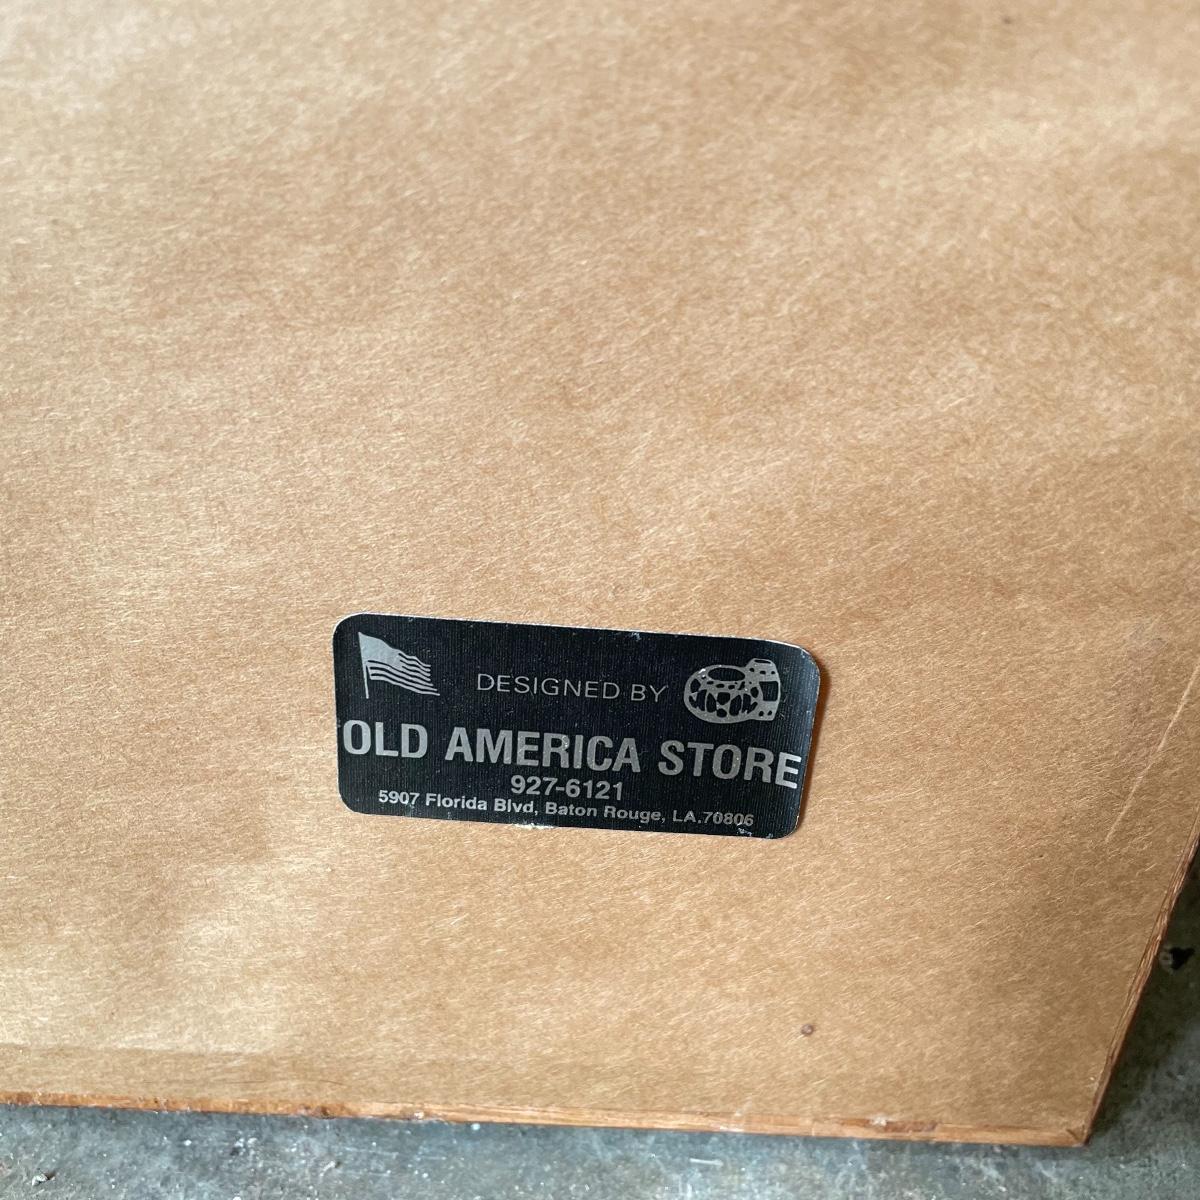 DESIGNED BY
OLD AMERICA STORE
927-6121
5907 Florida Blvd, Baton Rouge, LA.70806